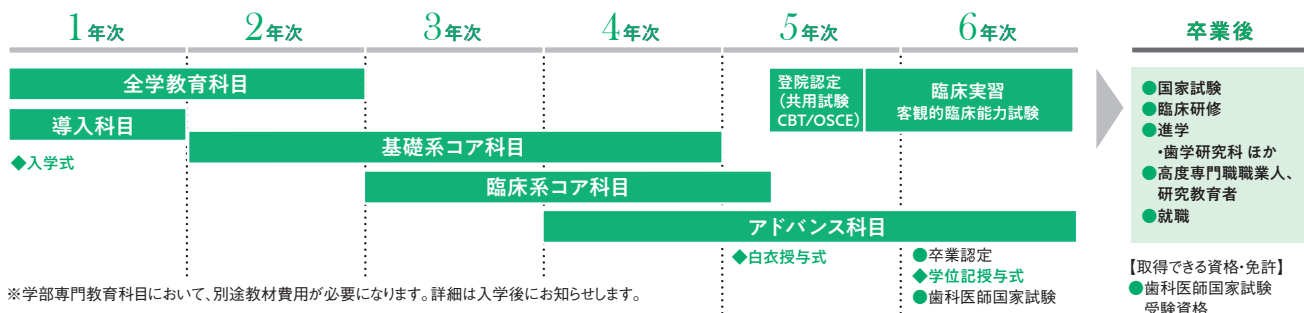 1年次
2年次
3年次
4年次
5年次
6年次
卒業後
全学教育科目
導入科目
◆入学式
基礎系コア科目
臨床系コア科目
アドバンス科目
登院認定
(共用試験
CBT/OSCE)
臨床実習
客観的臨床能力試験
◆白衣授与式
●卒業認定
◆学位記授与式
●歯科医師国家試験
●国家試験
●臨床研修
●進学
・歯学研究科 ほか
●高度専門職職業人、
研究教育者
●就職
【取得できる資格・免許】
●歯科医師国家試験
受験資格
※学部専門教育科目において、別途教材費用が必要になります。詳細は入学後にお知らせします。